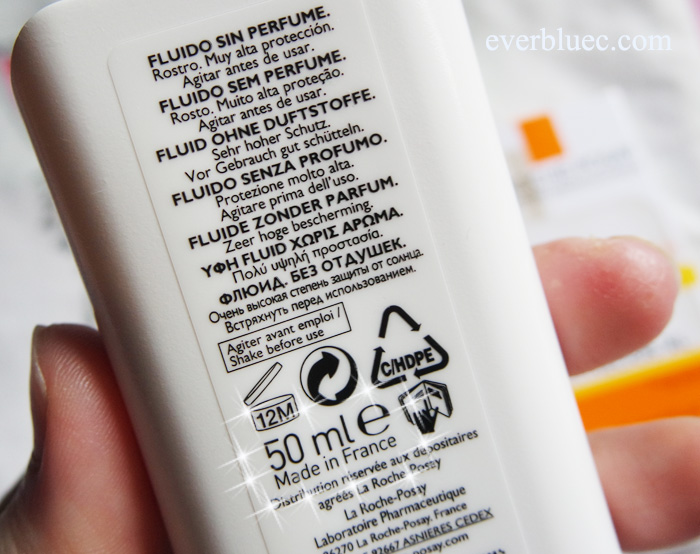 everbluec.com
FLUIDO SIN PERFUME.
Rostro. Muy alta protección.
Agitar antes de usar.
FLUIDO SEM PERFUME.
Rosto. Muito alta proteção.
Agitar antes de usar.
FLUID OHNE DUFTSTOFFE.
Sehr hoher Schutz.
Vor Gebrauch gut schütteln.
FLUIDO SENZA PROFUMO.
Protezione molto alta.
Agitare prima dell'uso.
FLUIDE ZONDER PARFUM.
Zeer hoge bescherming.
ΥΦΗ FLUID ΧΩΡΙΣ ΑΡΩΜΑ.
Πολύ υψηλή προστασία.
ФЛЮИД. БЕЗ ОТДУШЕК.
Очень высокая степень защиты от солнца.
Встряхнуть перед использованием.
Agiter avant emploi /
Shake before use
C/HDPE
12M
50 ml e
Made in France
Distribution réservée aux dépositaires
agréés La Roche-Posay
La Roche-Posay
Laboratoire Pharmaceutique
86270 La Roche-Posay. France
92667 ASNIERES CEDEX
posay.com